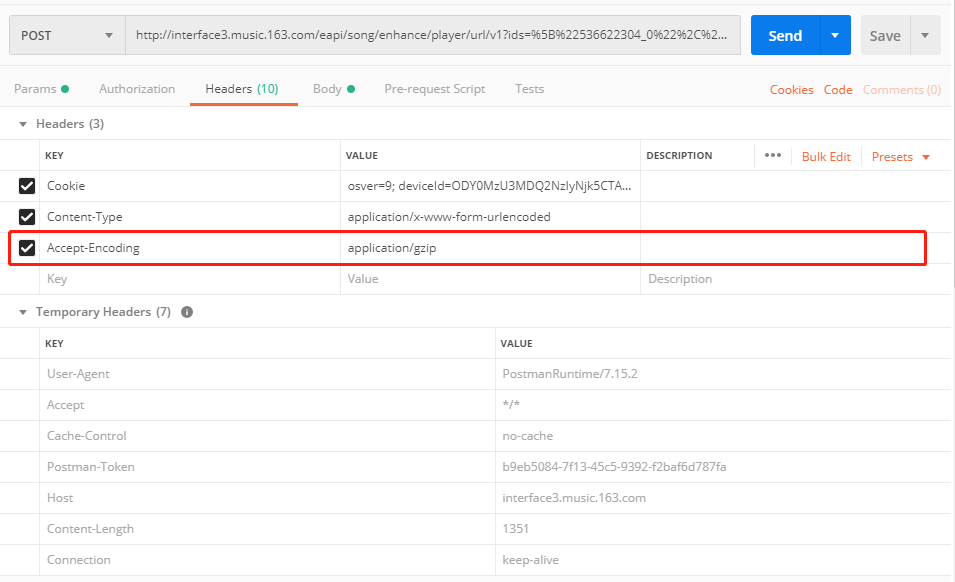 POST http://interface3.music.163.com/eapi/song/enhance/player/url/v1?ids=%5B%22536622304_0%22%2C%2... Send Save
Params Authorization Headers (10) Body Pre-request Script Tests Cookies Code Comments (0)
Headers (3)
KEY VALUE DESCRIPTION ••• Bulk Edit Presets
Cookie osver=9; deviceId=ODY0MzU3MDQ2NzIyNjk5CTA...
Content-Type application/x-www-form-urlencoded
Accept-Encoding application/gzip
Key Value Description
Temporary Headers (7) i
KEY VALUE
User-Agent PostmanRuntime/7.15.2
Accept */*
Cache-Control no-cache
Postman-Token b9eb5084-7f13-45c5-9392-f2baf6d787fa
Host interface3.music.163.com
Content-Length 1351
Connection keep-alive